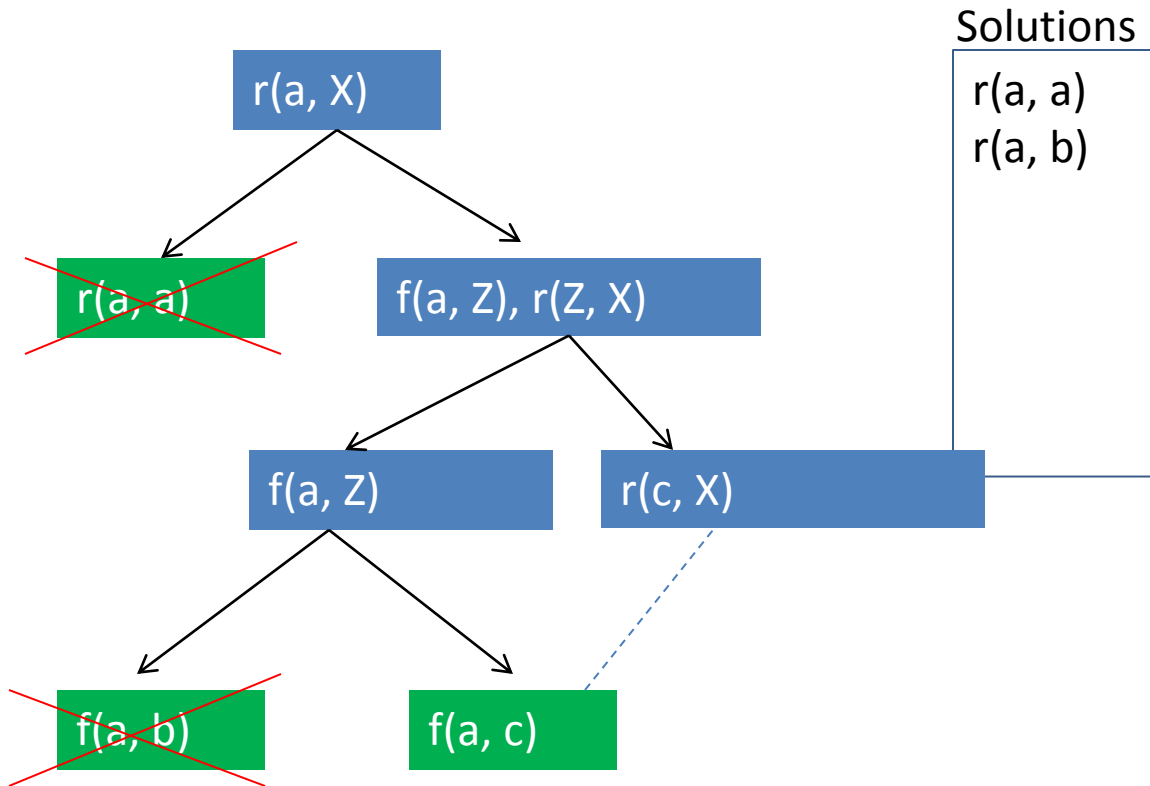 Solutions
r(a, X)
r(a, a)
r(a, b)
r(a, a)
f(a, Z), r(Z, X)
f(a, Z)
r(c, X)
f(a, b)
f(a, c)